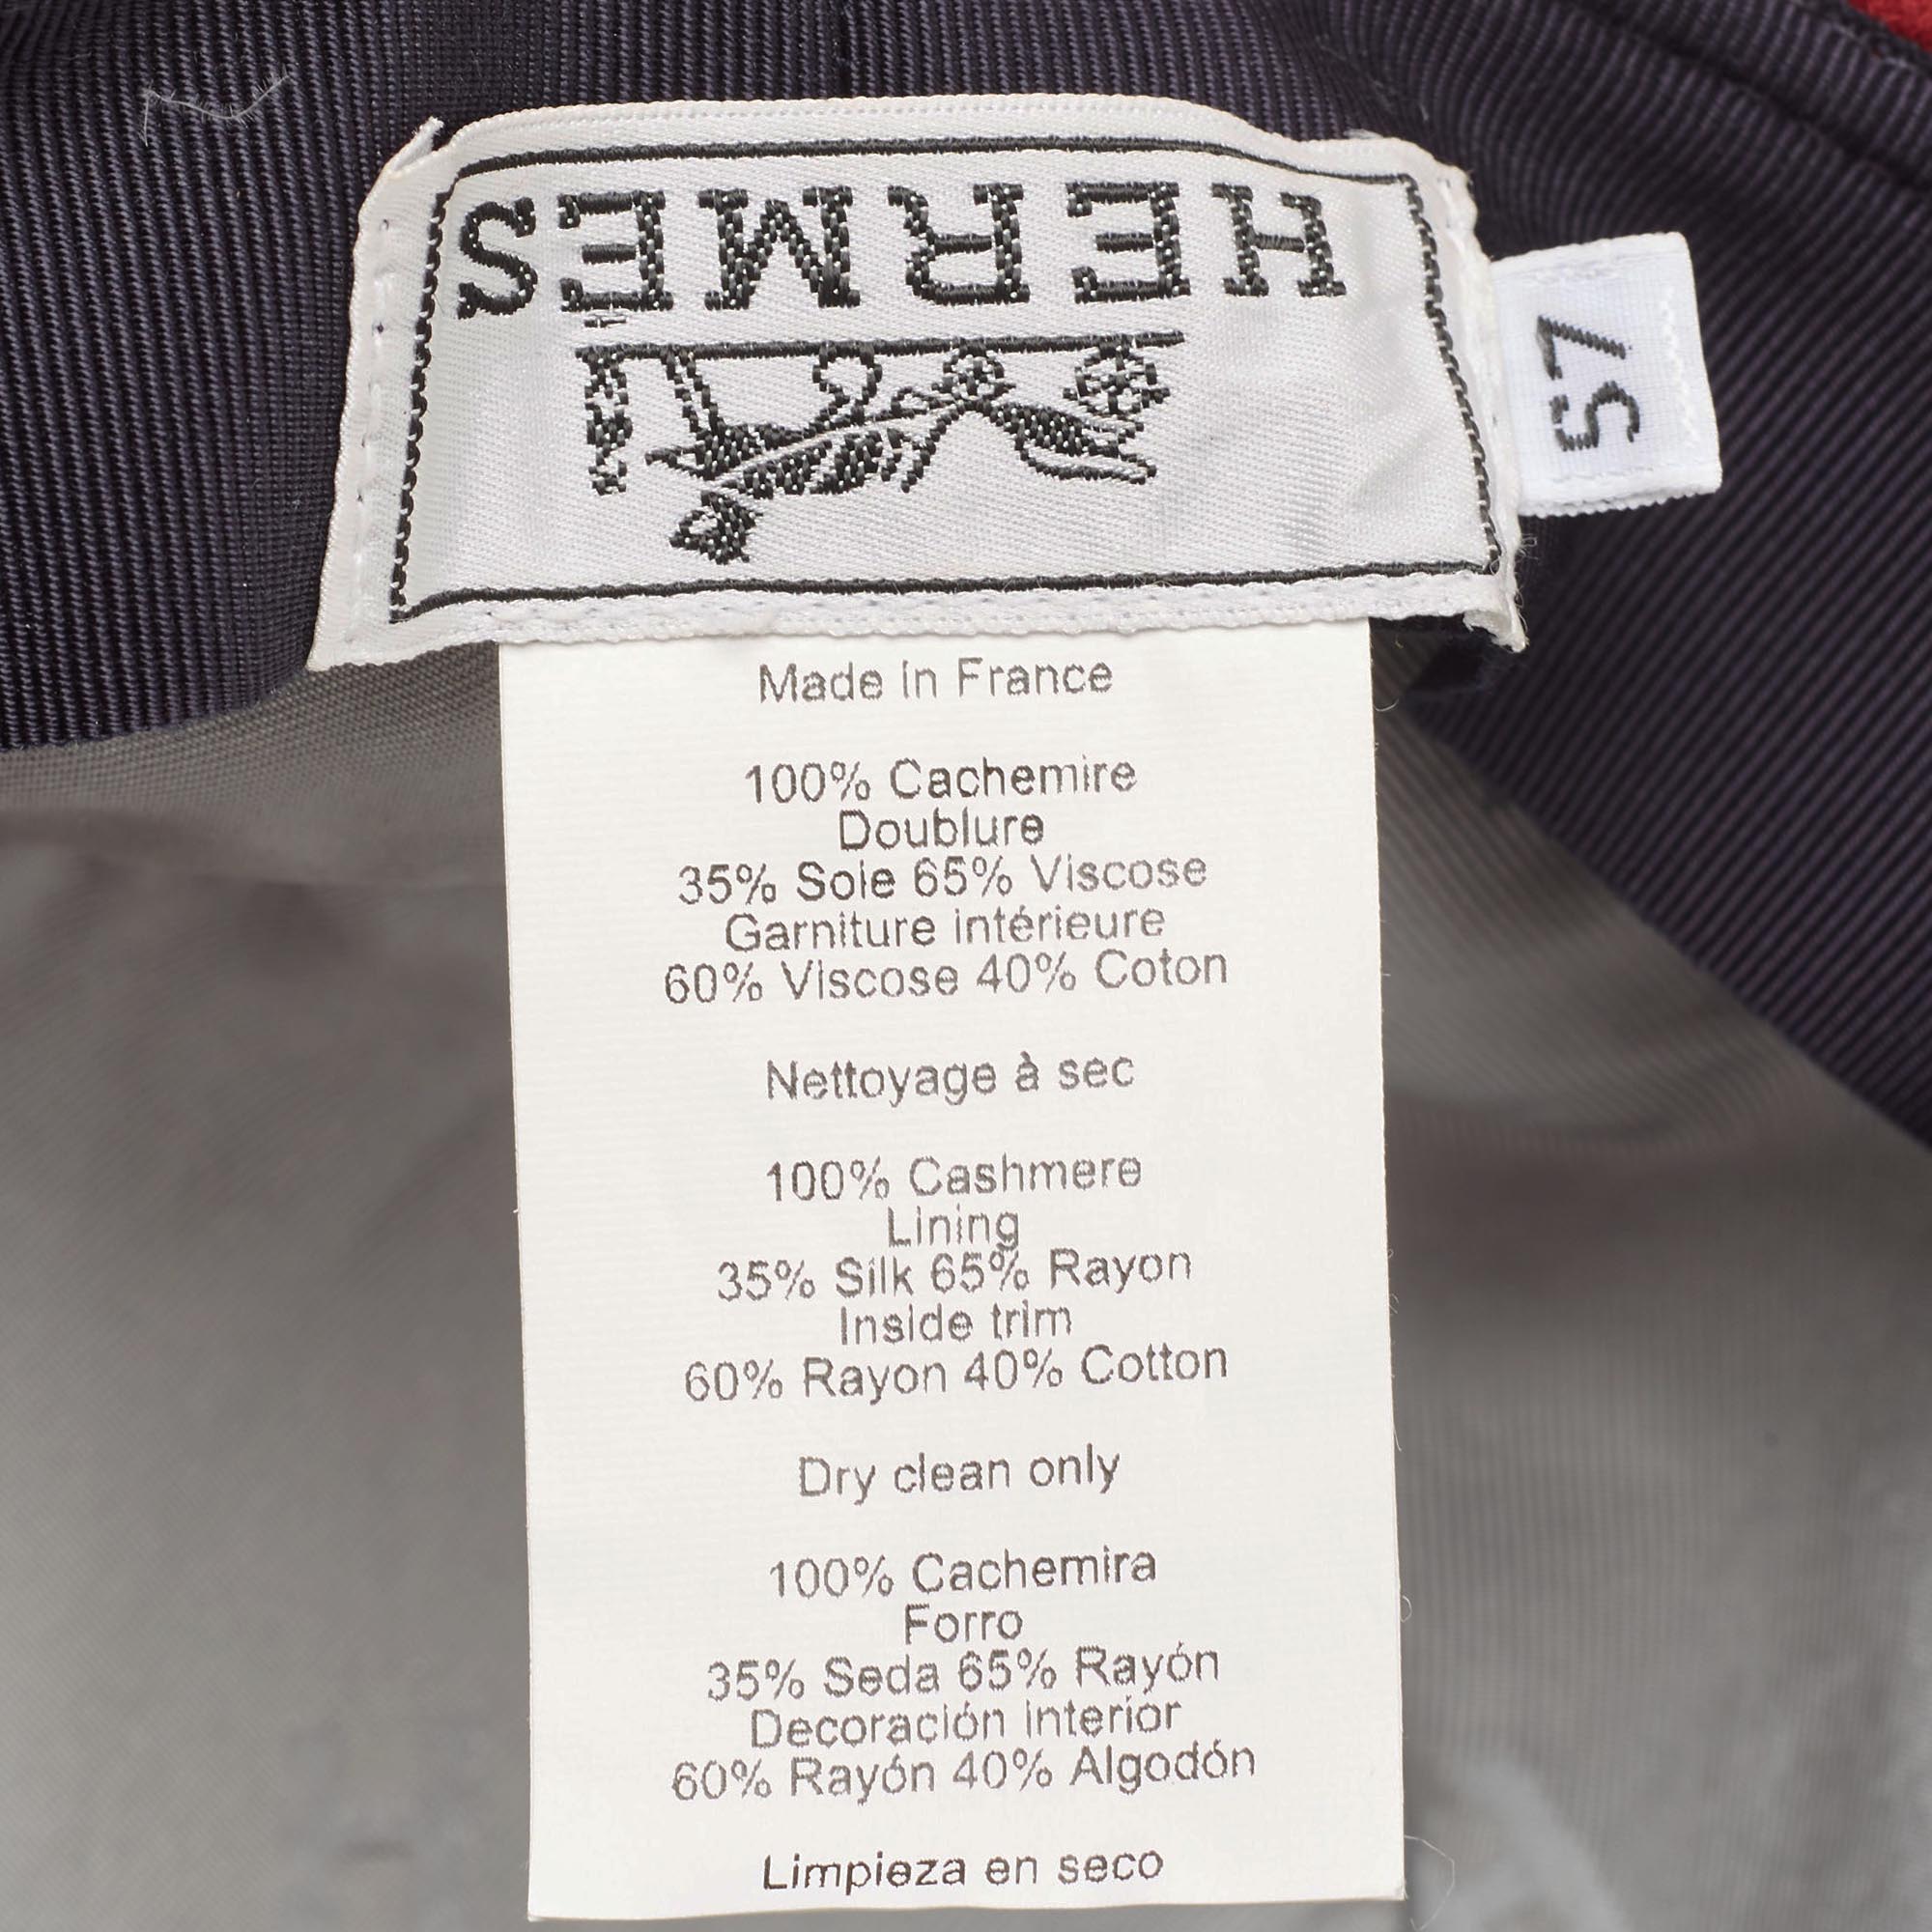 HERMES
57
Made in France
100% Cachemire
Doublure
35% Soie 65% Viscose
Garniture intérieure
60% Viscose 40% Coton
Nettoyage à sec
100% Cashmere
Lining
35% Silk 65% Rayon
Inside trim
60% Rayon 40% Cotton
Dry clean only
100% Cachemira
Forro
35% Seda 65% Rayón
Decoración interior
60% Rayón 40% Algodón
Limpieza en seco